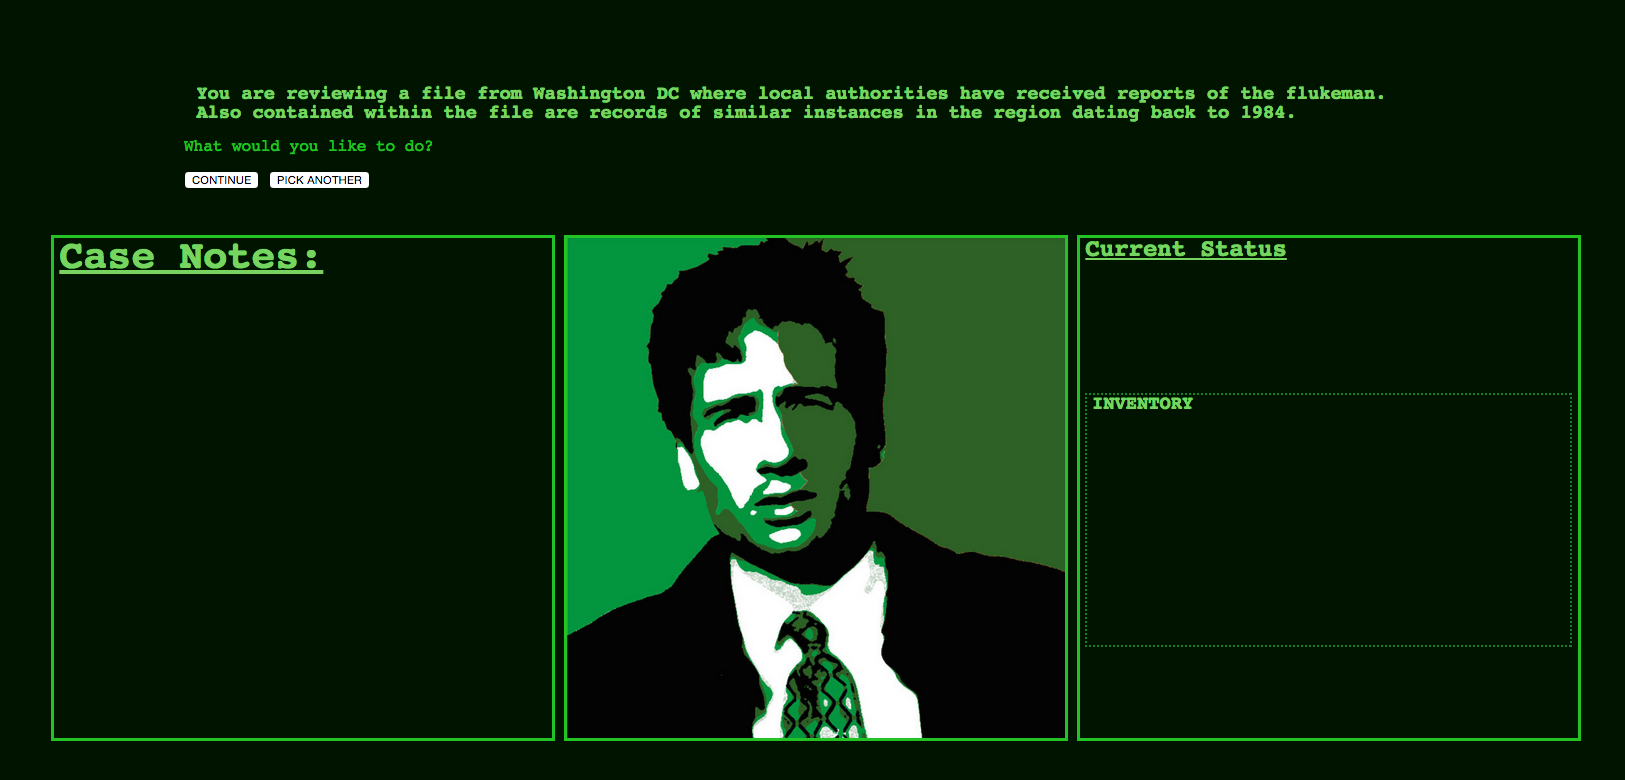 You are reviewing a file from Washington DC where local authorities have received reports of the flukeman.
Also contained within the file are records of similar instances in the region dating back to 1984.
What would you like to do?
CONTINUE PICK ANOTHER
Case Notes:
Current Status
INVENTORY